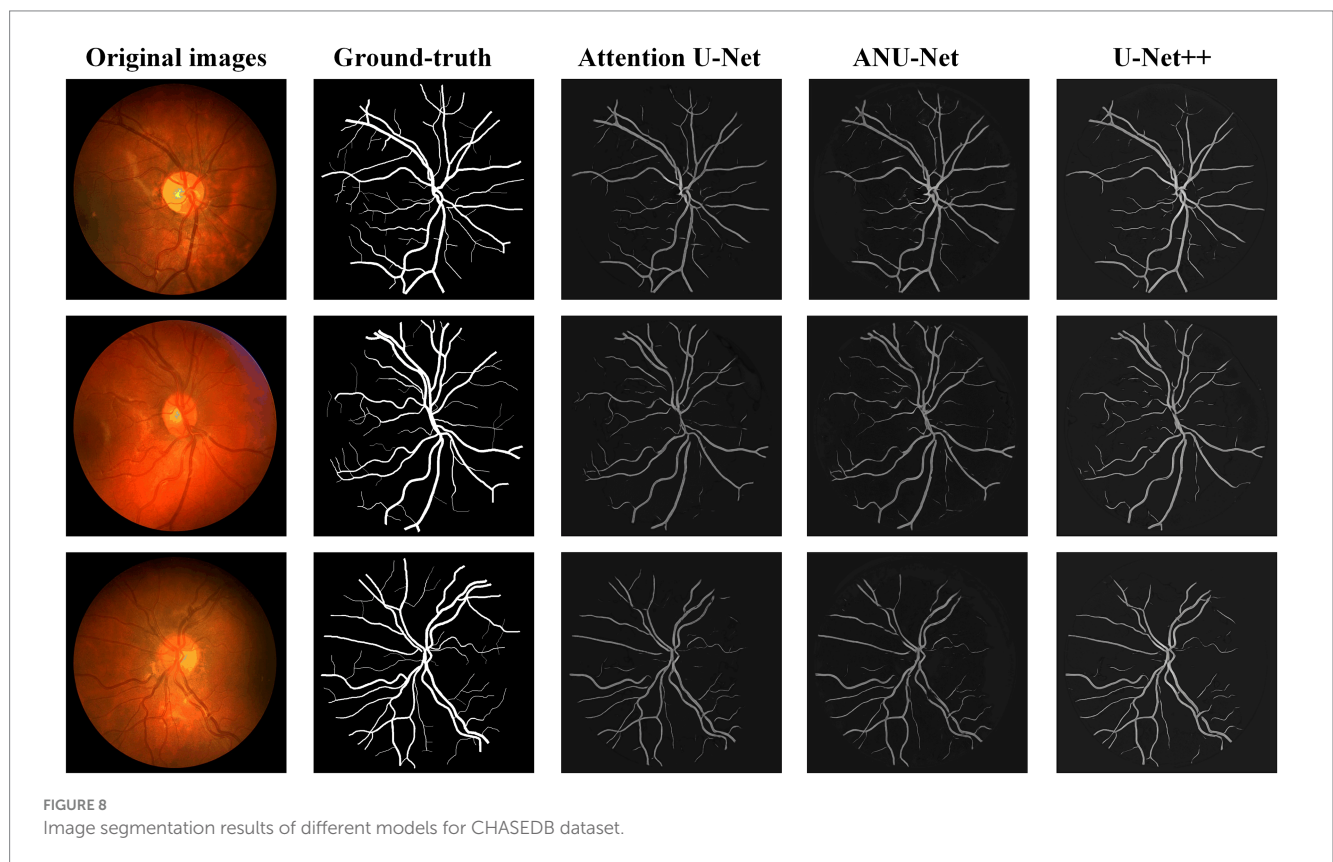 Original images
Ground-truth
Attention U-Net
ANU-Net
U-Net++
FIGURE 8
Image segmentation results of different models for CHASEDB dataset.